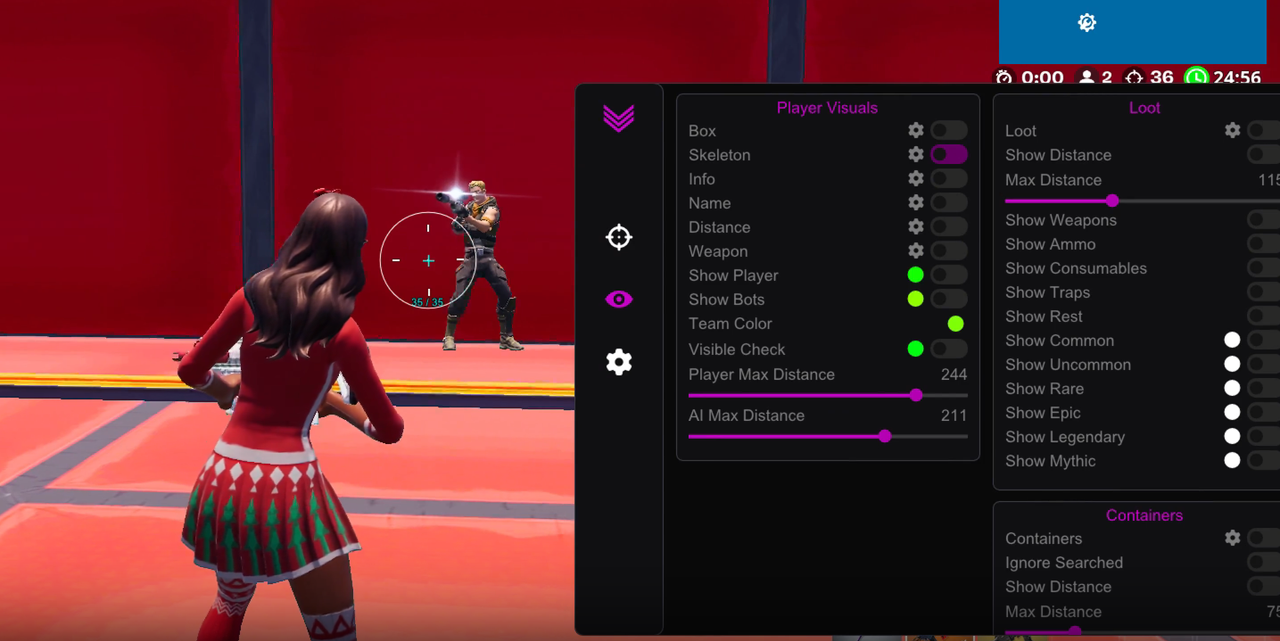 0:00 2 36 24:56
35 / 35
Player Visuals
Box
Skeleton
Info
Name
Distance
Weapon
Show Player
Show Bots
Team Color
Visible Check
Player Max Distance 244
AI Max Distance 211
Loot
Loot
Show Distance
Max Distance 115
Show Weapons
Show Ammo
Show Consumables
Show Traps
Show Rest
Show Common
Show Uncommon
Show Rare
Show Epic
Show Legendary
Show Mythic
Containers
Containers
Ignore Searched
Show Distance
Max Distance 75